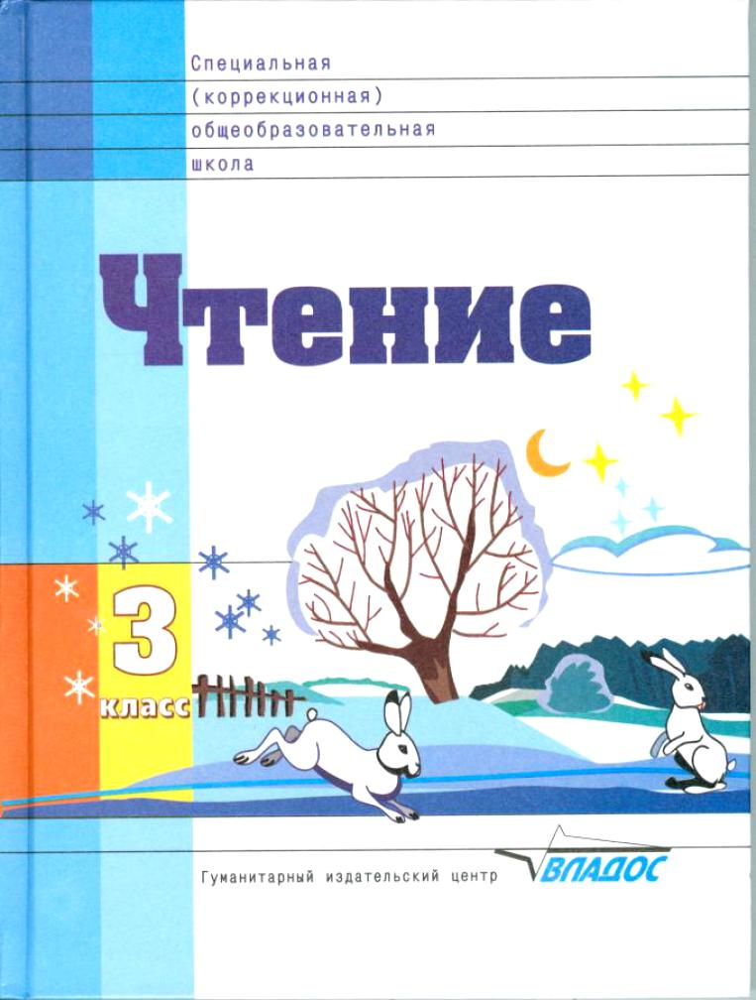 Специальная
(коррекционная)
общеобразовательная
школа
Чтение
3
класс
Гуманитарный издательский центр ВЛАДОС